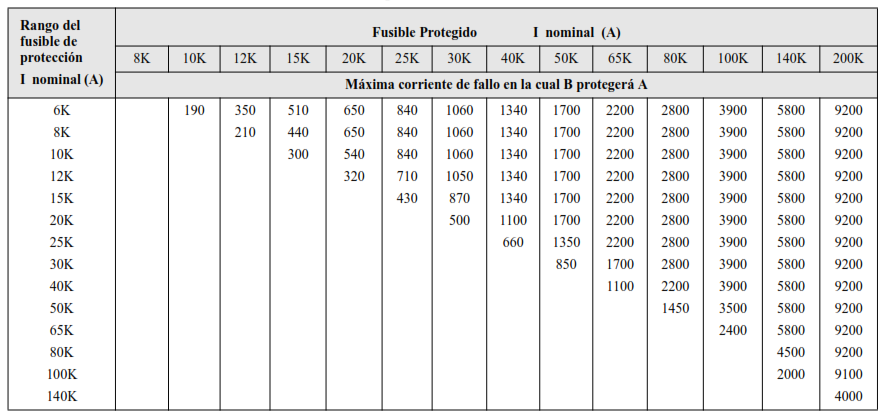 Rango del fusible de protección I nominal (A) Fusible Protegido I nominal (A)
8K 10K 12K 15K 20K 25K 30K 40K 50K 65K 80K 100K 140K 200K
Máxima corriente de fallo en la cual B protegerá A
6K 190 350 510 650 840 1060 1340 1700 2200 2800 3900 5800 9200
8K 210 440 650 840 1060 1340 1700 2200 2800 3900 5800 9200
10K 300 540 840 1060 1340 1700 2200 2800 3900 5800 9200
12K 320 710 1050 1340 1700 2200 2800 3900 5800 9200
15K 430 870 1340 1700 2200 2800 3900 5800 9200
20K 500 1100 1700 2200 2800 3900 5800 9200
25K 660 1350 2200 2800 3900 5800 9200
30K 850 1700 2800 3900 5800 9200
40K 1100 2200 3900 5800 9200
50K 1450 3500 5800 9200
65K 2400 5800 9200
80K 4500 9200
100K 2000 9100
140K 4000